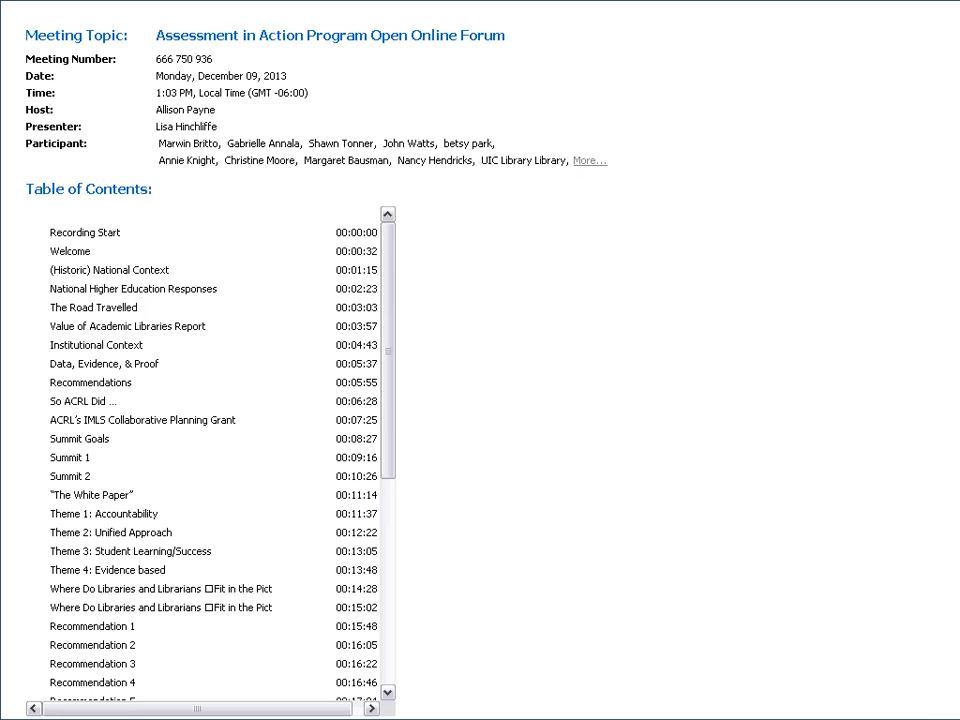 Meeting Topic: Assessment in Action Program Open Online Forum
Meeting Number: 666 750 936
Date: Monday, December 09, 2013
Time: 1:03 PM, Local Time (GMT -06:00)
Host: Allison Payne
Presenter: Lisa Hinchliffe
Participant: Marwin Britto, Gabrielle Annala, Shawn Tonner, John Watts, betsy park,
Annie Knight, Christine Moore, Margaret Bausman, Nancy Hendricks, UIC Library Library, More...
Table of Contents:
Recording Start 00:00:00
Welcome 00:00:32
(Historic) National Context 00:01:15
National Higher Education Responses 00:02:23
The Road Travelled 00:03:03
Value of Academic Libraries Report 00:03:57
Institutional Context 00:04:43
Data, Evidence, & Proof 00:05:37
Recommendations 00:05:55
So ACRL Did ... 00:06:28
ACRL's IMLS Collaborative Planning Grant 00:07:25
Summit Goals 00:08:27
Summit 1 00:09:16
Summit 2 00:10:26
"The White Paper" 00:11:14
Theme 1: Accountability 00:11:37
Theme 2: Unified Approach 00:12:22
Theme 3: Student Learning/Success 00:13:05
Theme 4: Evidence based 00:13:48
Where Do Libraries and Librarians □Fit in the Pict 00:14:28
Where Do Libraries and Librarians □Fit in the Pict 00:15:02
Recommendation 1 00:15:48
Recommendation 2 00:16:05
Recommendation 3 00:16:22
Recommendation 4 00:16:46